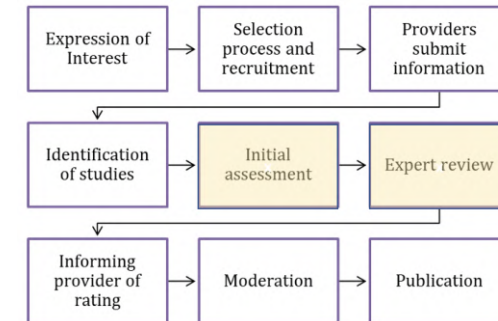 Expression of
Interest
Selection
process and
recruitment
Providers
submit
information
Identification
of studies
Initial
assessment
Expert review
Informing
provider of
rating
Moderation
Publication